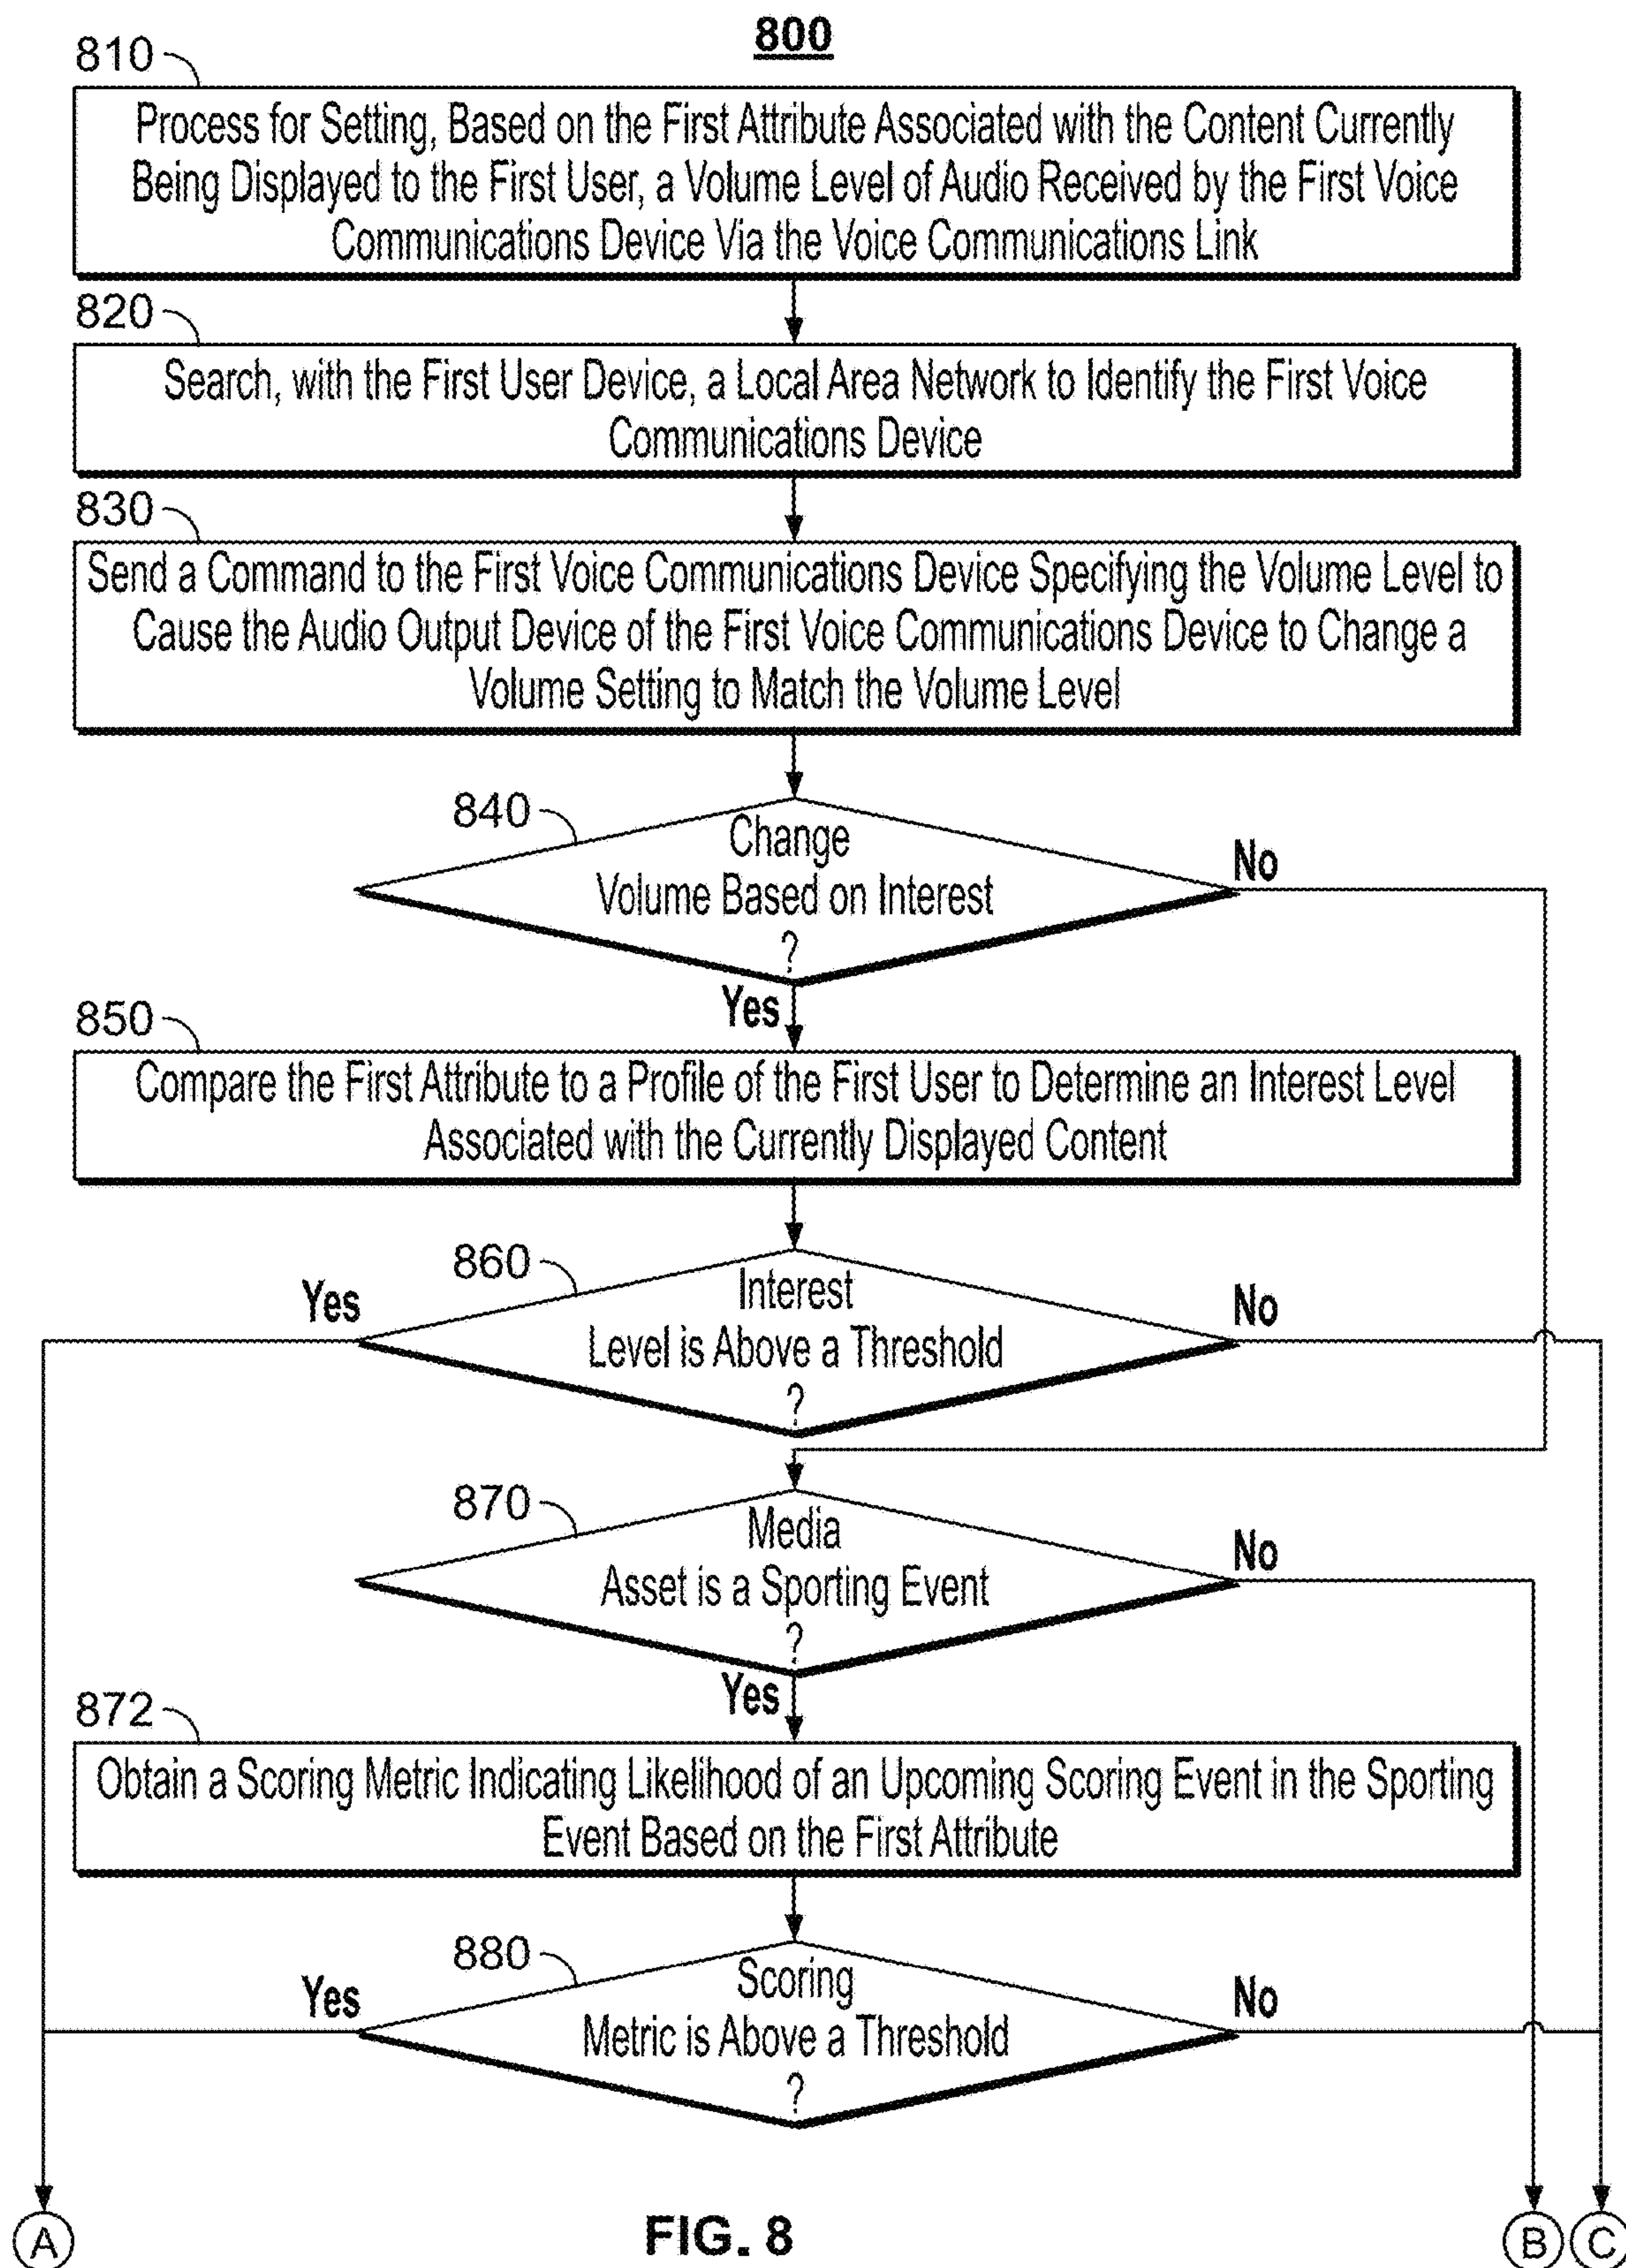 800
810
Process for Setting, Based on the First Attribute Associated with the Content Currently
Being Displayed to the First User, a Volume Level of Audio Received by the First Voice
Communications Device Via the Voice Communications Link
820
Search, with the First User Device, a Local Area Network to Identify the First Voice
Communications Device
830
Send a Command to the First Voice Communications Device Specifying the Volume Level to
Cause the Audio Output Device of the First Voice Communications Device to Change a
Volume Setting to Match the Volume Level
840
Change
Volume Based on Interest
?
No
Yes
850
Compare the First Attribute to a Profile of the First User to Determine an Interest Level
Associated with the Currently Displayed Content
860
Yes
Interest
Level is Above a Threshold
?
No
870
Media
Asset is a Sporting Event
?
No
Yes
872
Obtain a Scoring Metric Indicating Likelihood of an Upcoming Scoring Event in the Sporting
Event Based on the First Attribute
880
Yes
Scoring
Metric is Above a Threshold
?
No
A
FIG. 8
B
C